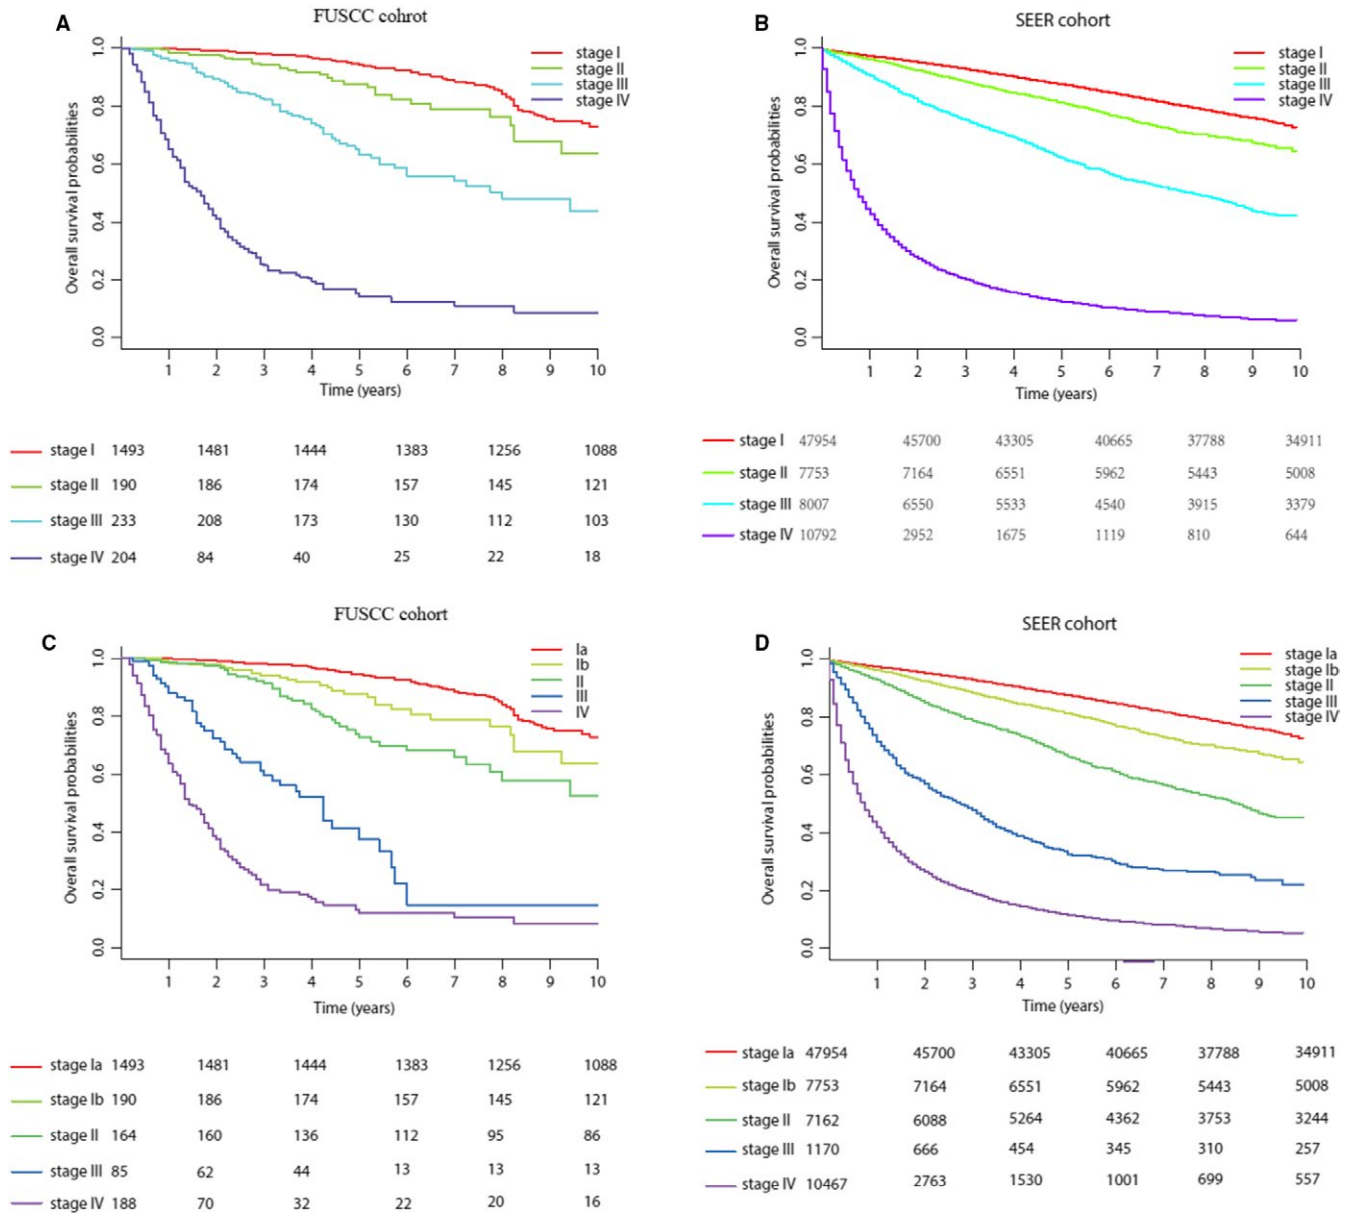 A
FUSCC cohrot
stage I
stage II
stage III
stage IV
Overall survival probabilities
1.0
0.8
0.6
0.4
0.2
0.0
1 2 3 4 5 6 7 8 9 10
Time (years)
stage I 1493 1481 1444 1383 1256 1088
stage II 190 186 174 157 145 121
stage III 233 208 173 130 112 103
stage IV 204 84 40 25 22 18
B
SEER cohort
stage I
stage II
stage III
stage IV
Overall survival probabilities
1.0
0.8
0.6
0.4
0.2
0.0
1 2 3 4 5 6 7 8 9 10
Time (years)
stage I 47954 45700 43305 40665 37788 34911
stage II 7753 7164 6551 5962 5443 5008
stage III 8007 6550 5533 4540 3915 3379
stage IV 10792 2952 1675 1119 810 644
C
FUSCC cohort
Ia
Ib
II
III
IV
Overall survival probabilities
1.0
0.8
0.6
0.4
0.2
0.0
1 2 3 4 5 6 7 8 9 10
Time (years)
stage Ia 1493 1481 1444 1383 1256 1088
stage Ib 190 186 174 157 145 121
stage II 164 160 136 112 95 86
stage III 85 62 44 13 13 13
stage IV 188 70 32 22 20 16
D
SEER cohort
stage Ia
stage Ib
stage II
stage III
stage IV
Overall survival probabilities
1.0
0.8
0.6
0.4
0.2
0.0
1 2 3 4 5 6 7 8 9 10
Time (years)
stage Ia 47954 45700 43305 40665 37788 34911
stage Ib 7753 7164 6551 5962 5443 5008
stage II 7162 6088 5264 4362 3753 3244
stage III 1170 666 454 345 310 257
stage IV 10467 2763 1530 1001 699 557